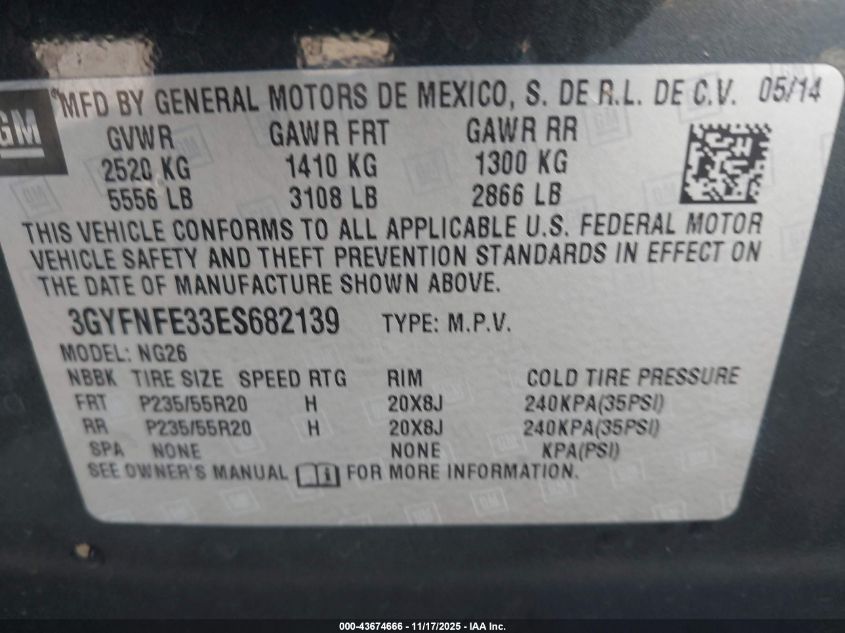 GM
MFD BY GENERAL MOTORS DE MEXICO, S. DE R.L. DE C.V. 05/14
GVWR GAWR FRT GAWR RR
2520 KG 1410 KG 1300 KG
5556 LB 3108 LB 2866 LB
THIS VEHICLE CONFORMS TO ALL APPLICABLE U.S. FEDERAL MOTOR
VEHICLE SAFETY AND THEFT PREVENTION STANDARDS IN EFFECT ON
THE DATE OF MANUFACTURE SHOWN ABOVE.
3GYFNFE33ES682139 TYPE: M.P.V.
MODEL: NG26
NBBK TIRE SIZE SPEED RTG RIM COLD TIRE PRESSURE
FRT P235/55R20 H 20X8J 240KPA(35PSI)
RR P235/55R20 H 20X8J 240KPA(35PSI)
SPA NONE NONE KPA(PSI)
SEE OWNER'S MANUAL FOR MORE INFORMATION.
000-43674666 - 11/17/2025 - IAA Inc.